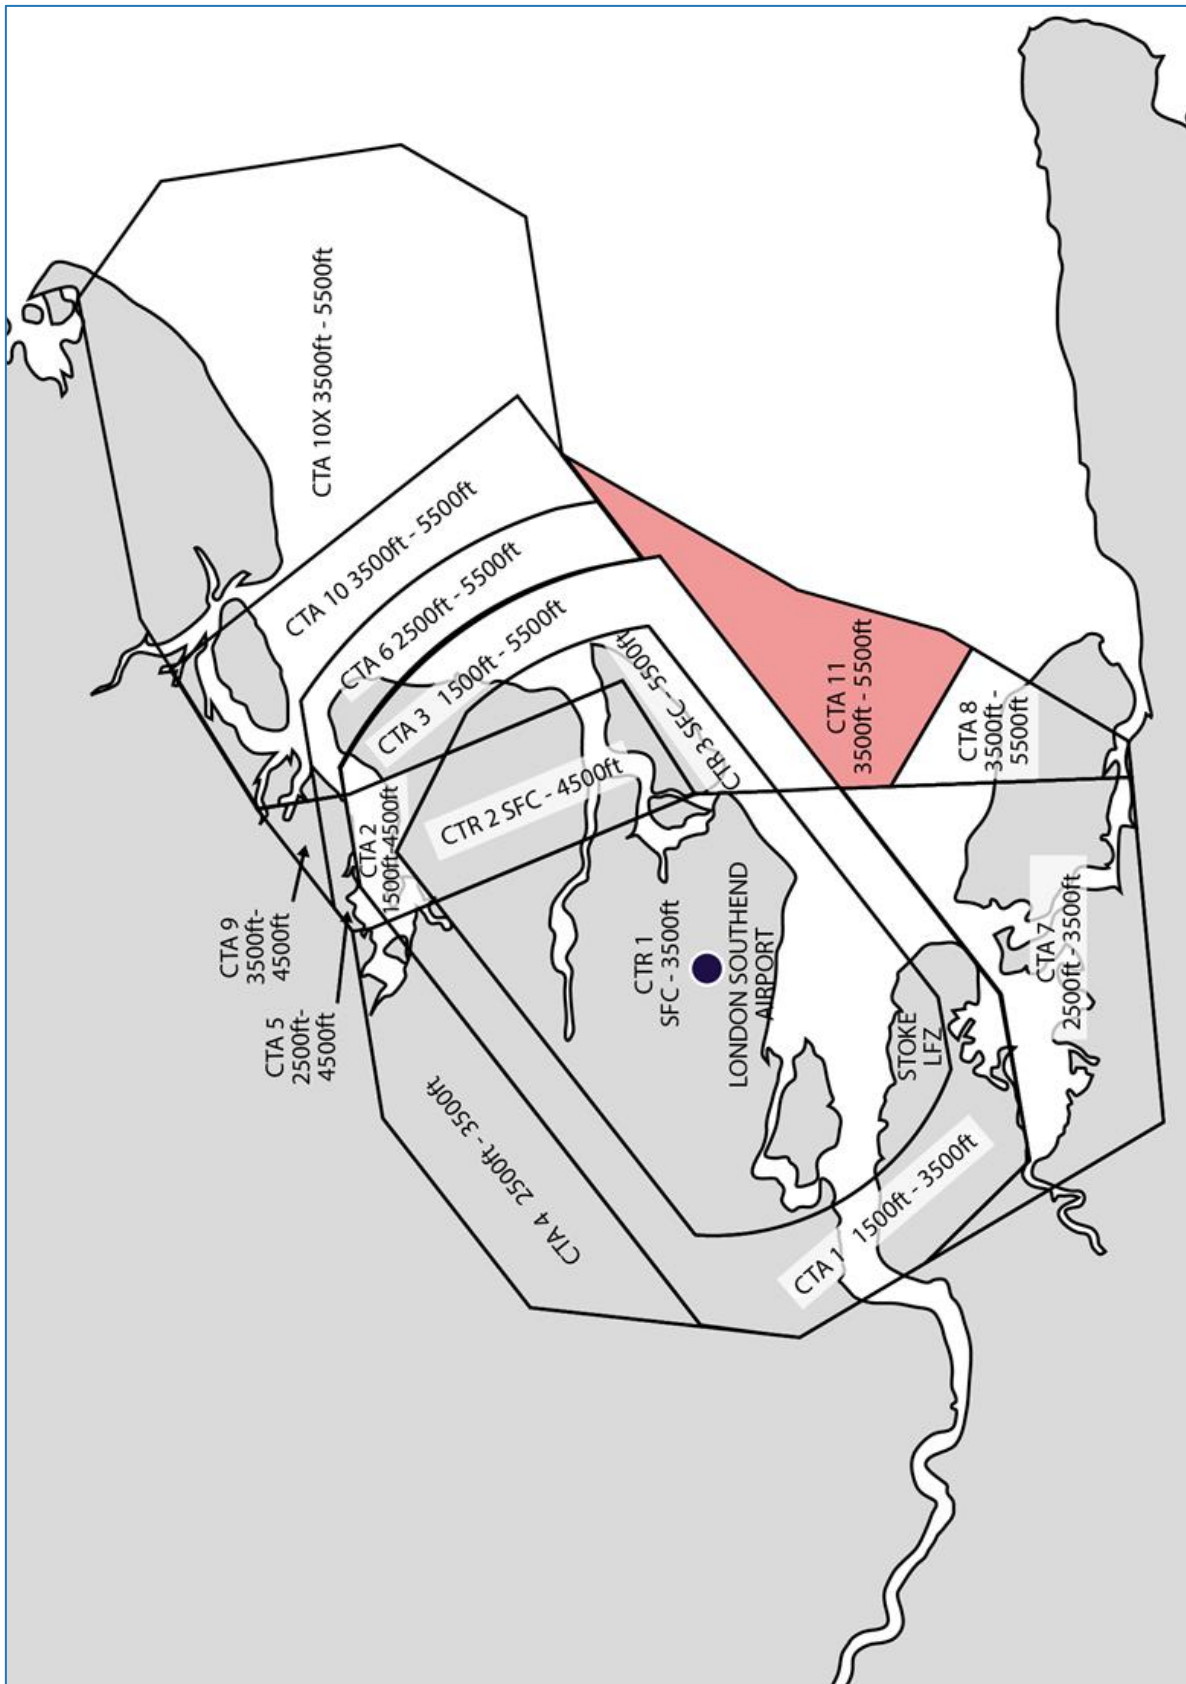 CTA 10X 3500ft - 5500ft
CTA 10 3500ft - 5500ft
CTA 6 2500ft - 5500ft
CTA 3 1500ft - 5500ft
CTR 3 SFC - 5500ft
CTA 11
3500ft - 5500ft
CTA 8
3500ft -
5500ft
CTA 2
1500ft-4500ft
CTR 2 SFC - 4500ft
CTA 9
3500ft-
4500ft
CTA 5
2500ft-
4500ft
CTR 1
SFC - 3500ft
LONDON SOUTHEND
AIRPORT
STOKE
LFZ
CTA 7
2500ft - 3500ft
CTA 4 2500ft - 3500ft
CTA 1 1500ft - 3500ft